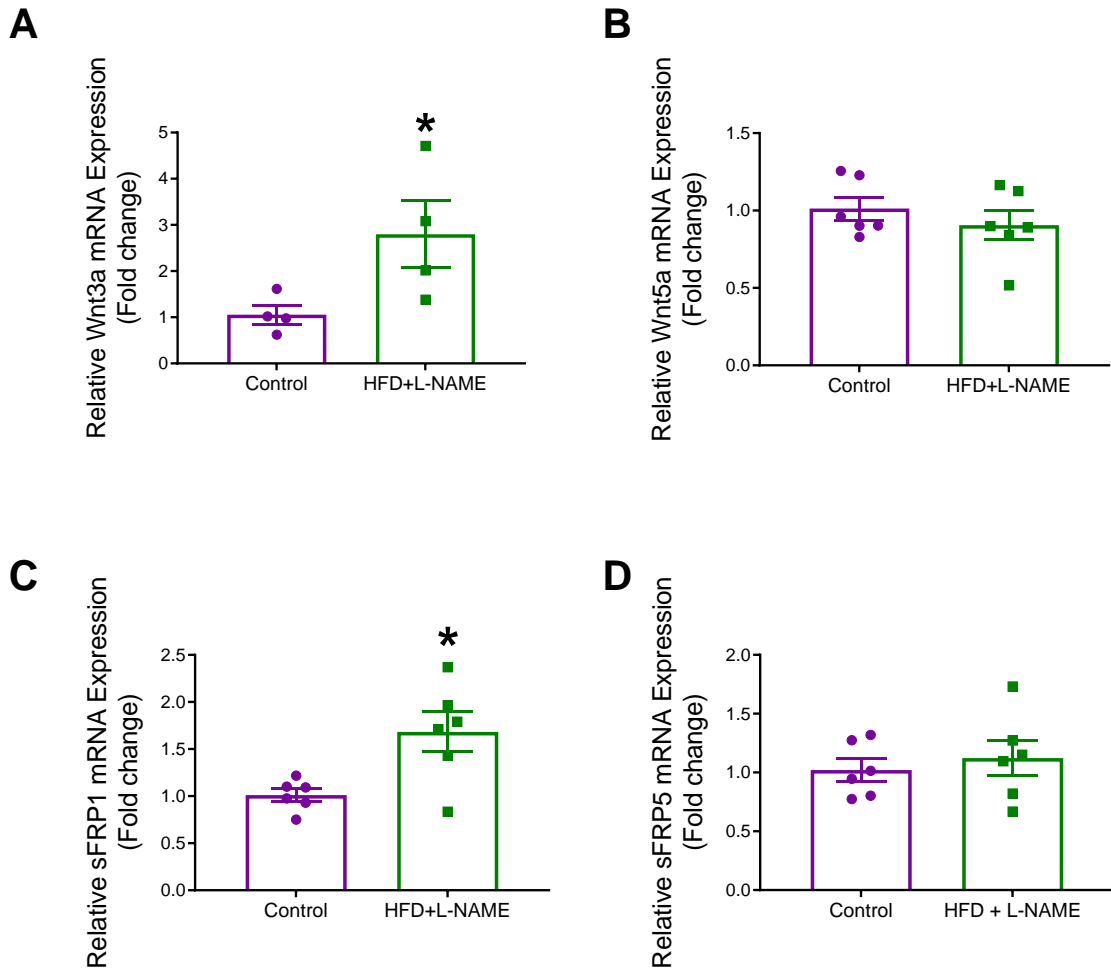 A
Relative Wnt3a mRNA Expression
(Fold change)
5
4
3
2
1
0
*
Control
HFD+L-NAME
B
Relative Wnt5a mRNA Expression
(Fold change)
1.5
1.0
0.5
0.0
Control
HFD+L-NAME
C
Relative sFRP1 mRNA Expression
(Fold change)
2.5
2.0
1.5
1.0
0.5
0.0
*
Control
HFD+L-NAME
D
Relative sFRP5 mRNA Expression
(Fold change)
2.0
1.5
1.0
0.5
0.0
Control
HFD + L-NAME